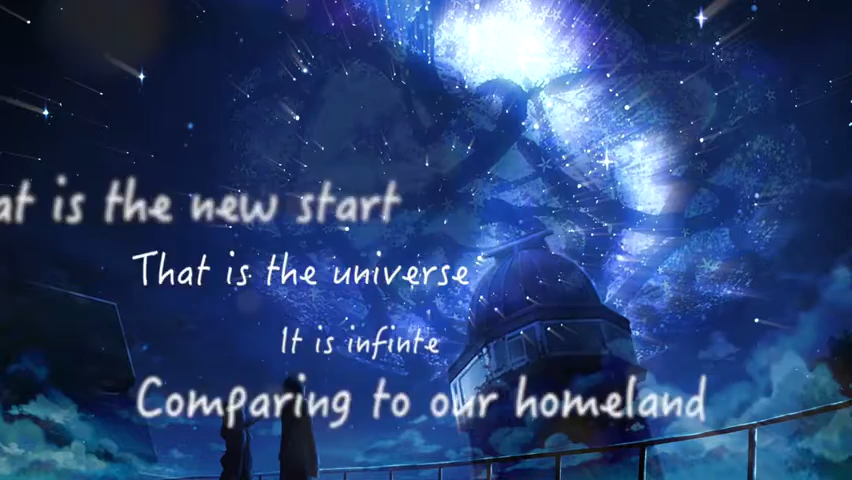 at is the new start
That is the universe
It is infinte
Comparing to our homeland